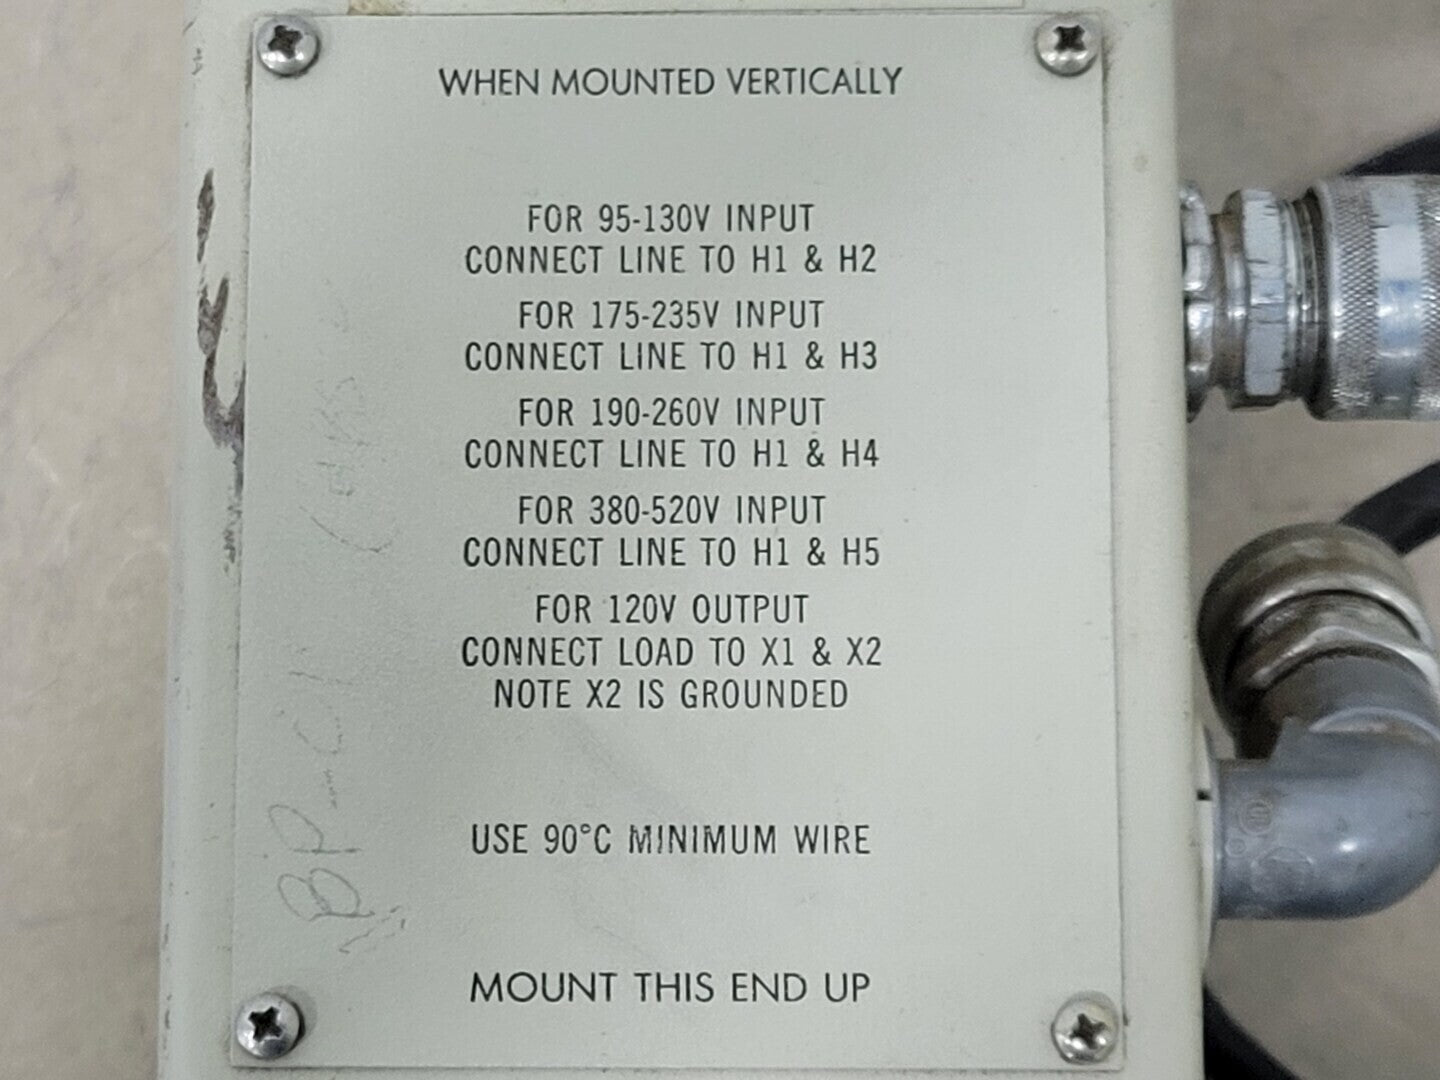 WHEN MOUNTED VERTICALLY
FOR 95-130V INPUT
CONNECT LINE TO H1 & H2
FOR 175-235V INPUT
CONNECT LINE TO H1 & H3
FOR 190-260V INPUT
CONNECT LINE TO H1 & H4
FOR 380-520V INPUT
CONNECT LINE TO H1 & H5
FOR 120V OUTPUT
CONNECT LOAD TO X1 & X2
NOTE X2 IS GROUNDED
USE 90°C MINIMUM WIRE
MOUNT THIS END UP